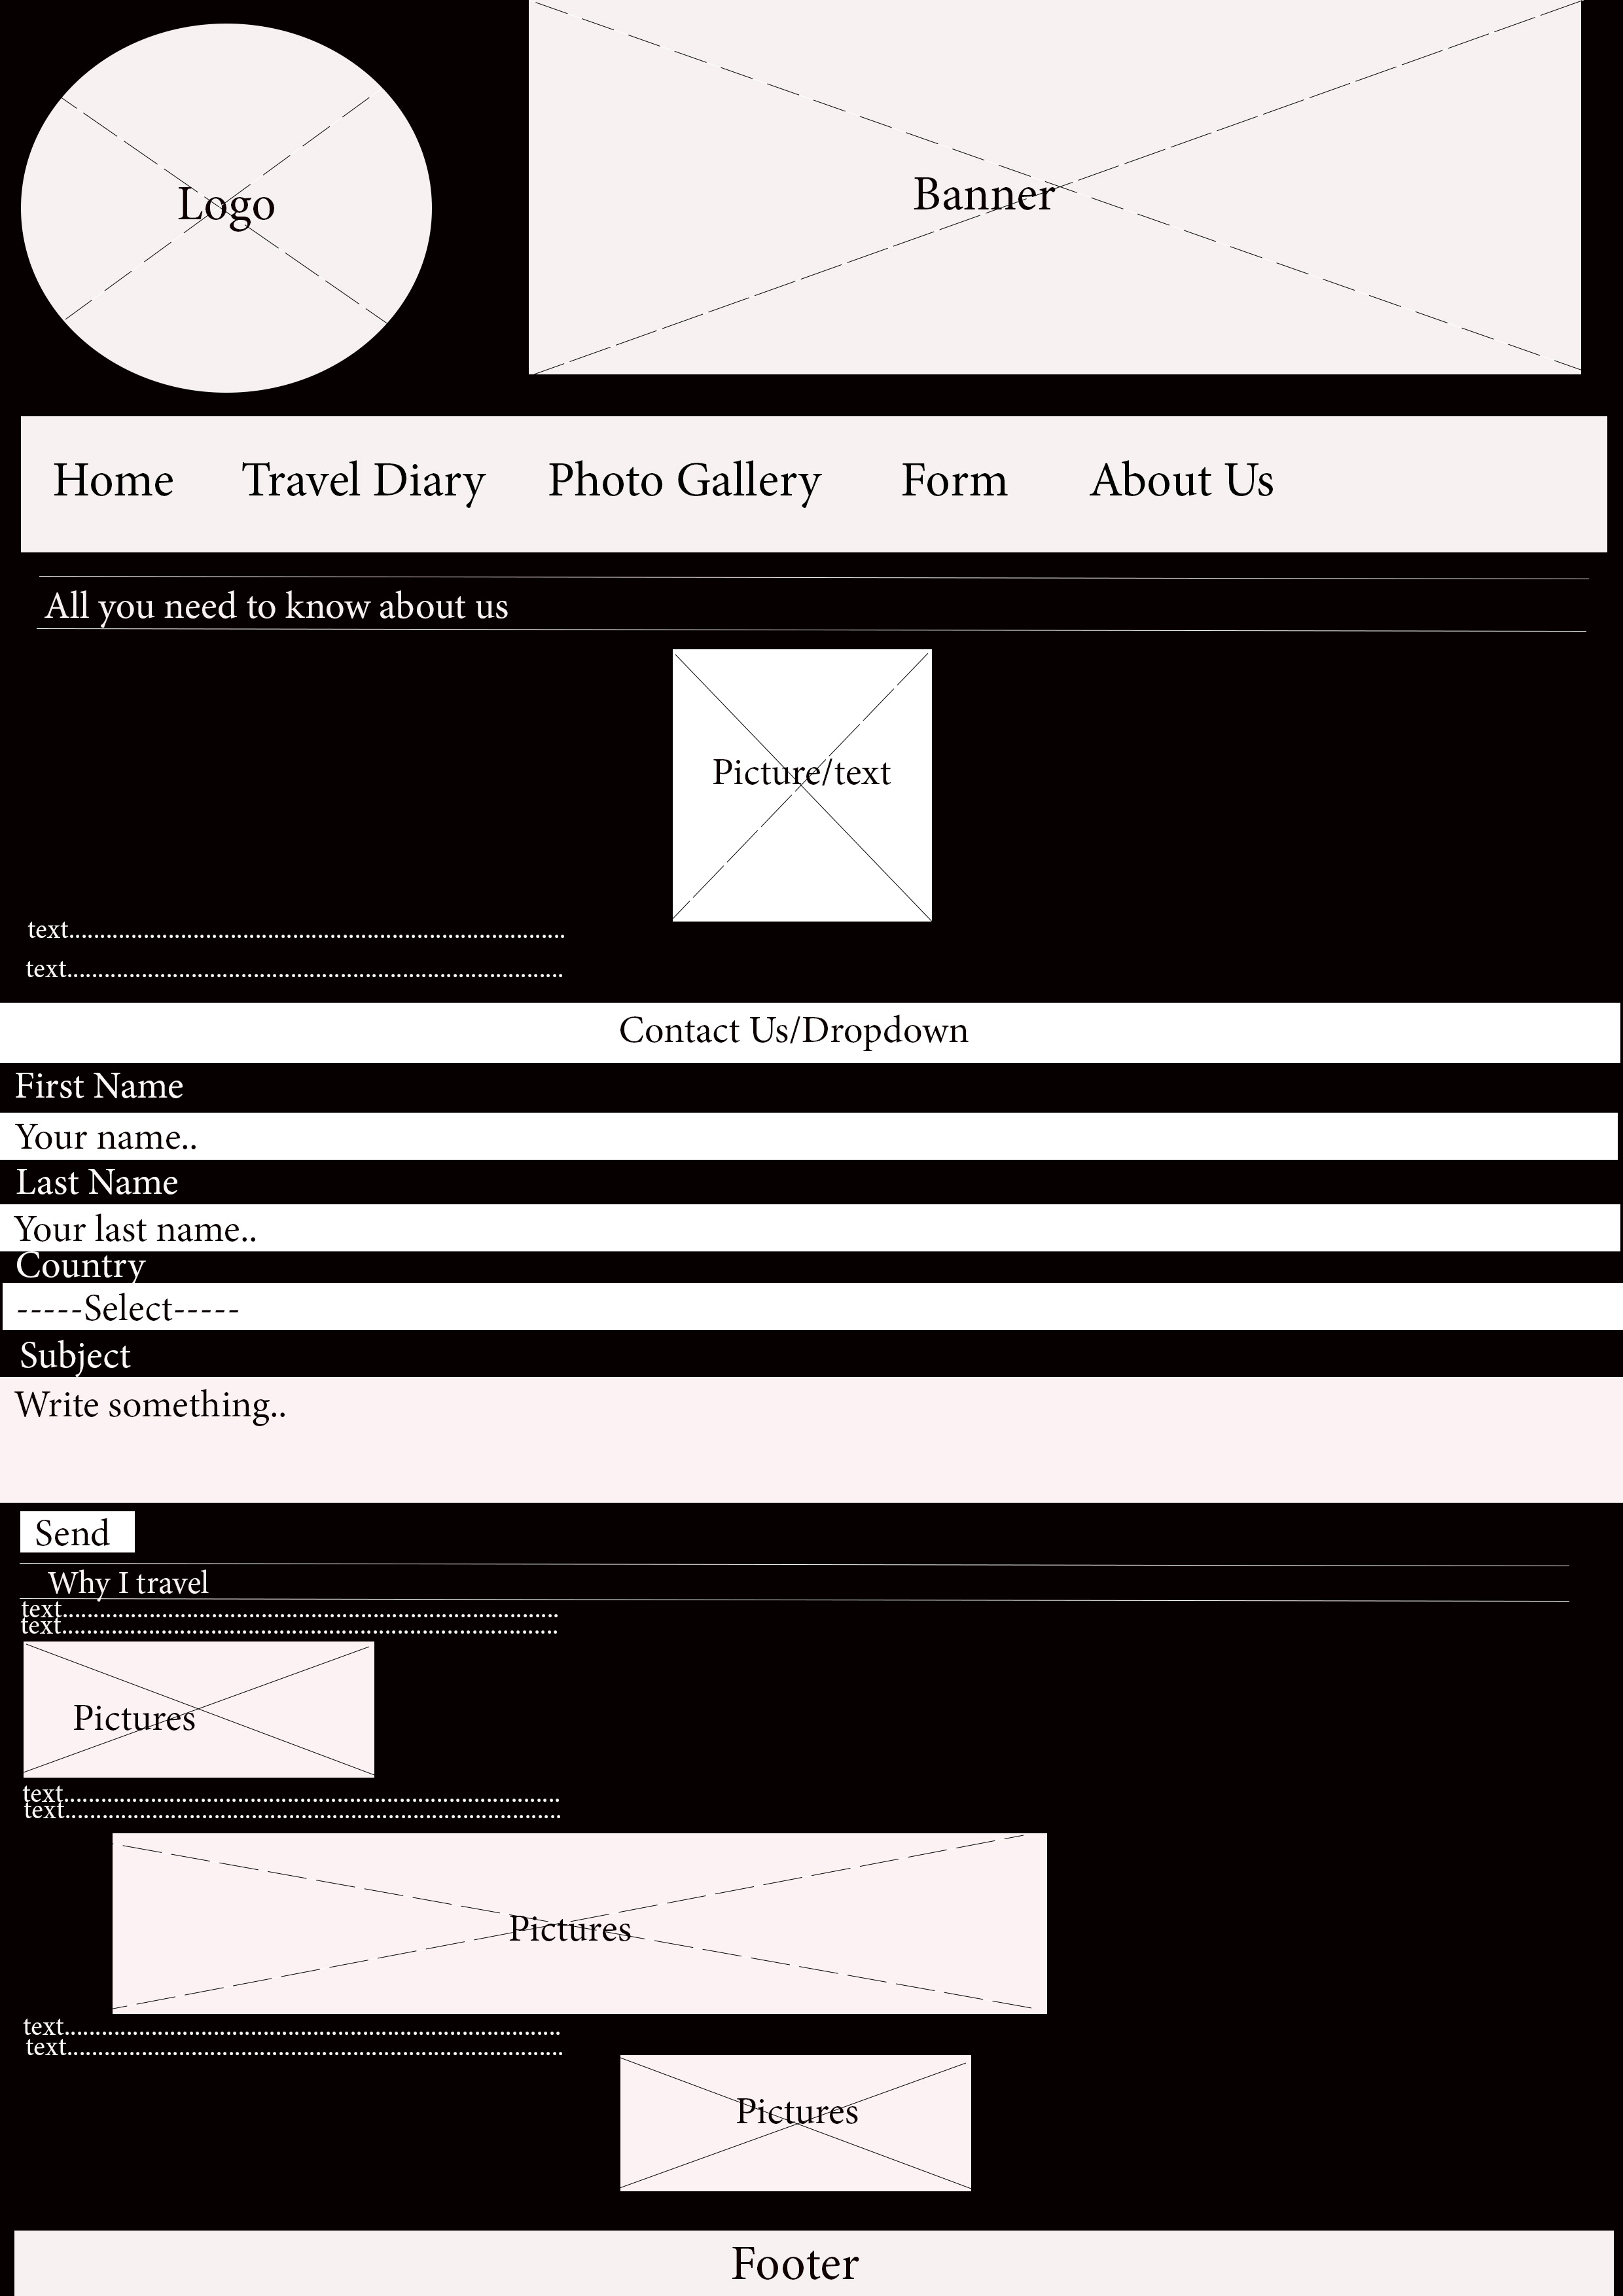 Logo
Banner
Home Travel Diary Photo Gallery Form About Us
All you need to know about us
Picture/text
text...............................................................................
text...............................................................................
Contact Us/Dropdown
First Name
Your name..
Last Name
Your last name..
Country
-----Select-----
Subject
Write something..
Send
Why I travel
text...............................................................................
text...............................................................................
Pictures
text...............................................................................
text...............................................................................
Pictures
text...............................................................................
text...............................................................................
Pictures
Footer